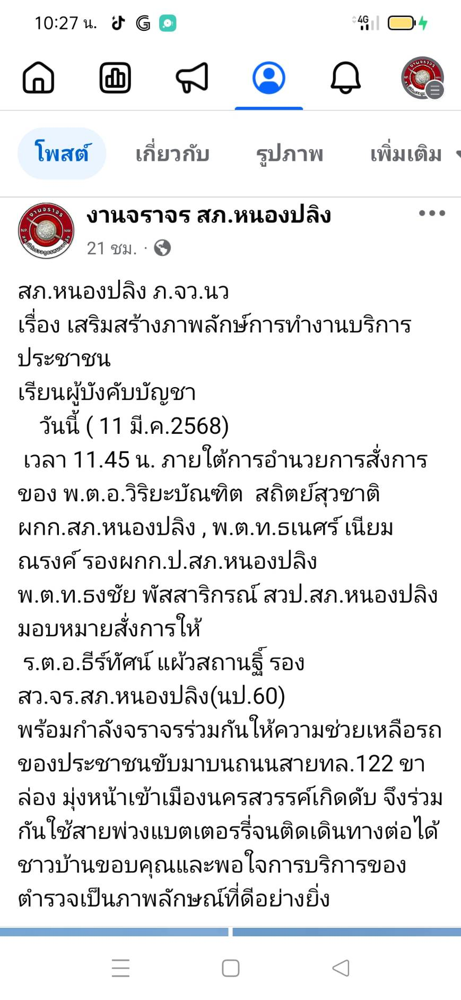 10:27 น.
4G
โพสต์ เกี่ยวกับ รูปภาพ เพิ่มเติม
งานจราจร สภ.หนองปลิง
21 ชม. ·
สภ.หนองปลิง ภ.จว.นว
เรื่อง เสริมสร้างภาพลักษ์การทำงานบริการ
ประชาชน
เรียนผู้บังคับบัญชา
วันนี้ ( 11 มี.ค.2568)
เวลา 11.45 น. ภายใต้การอำนวยการสั่งการ
ของ พ.ต.อ.วิริยะบัณฑิต สถิตย์สุวชาติ
ผกก.สภ.หนองปลิง , พ.ต.ท.ธเนศร์ เนียม
ณรงค์ รองผกก.ป.สภ.หนองปลิง
พ.ต.ท.ธงชัย พัสสาริกรณ์ สวป.สภ.หนองปลิง
มอบหมายสั่งการให้
ร.ต.อ.ธีร์ทัศน์ แผ้วสถานฐิ์ รอง
สว.จร.สภ.หนองปลิง(นป.60)
พร้อมกำลังจราจรร่วมกันให้ความช่วยเหลือรถ
ของประชาชนขับมาบนถนนสายทล.122 ขา
ล่อง มุ่งหน้าเข้าเมืองนครสวรรค์เกิดดับ จึงร่วม
กันใช้สายพ่วงแบตเตอรรี่จนติดเดินทางต่อได้
ชาวบ้านขอบคุณและพอใจการบริการของ
ตำรวจเป็นภาพลักษณ์ที่ดีอย่างยิ่ง